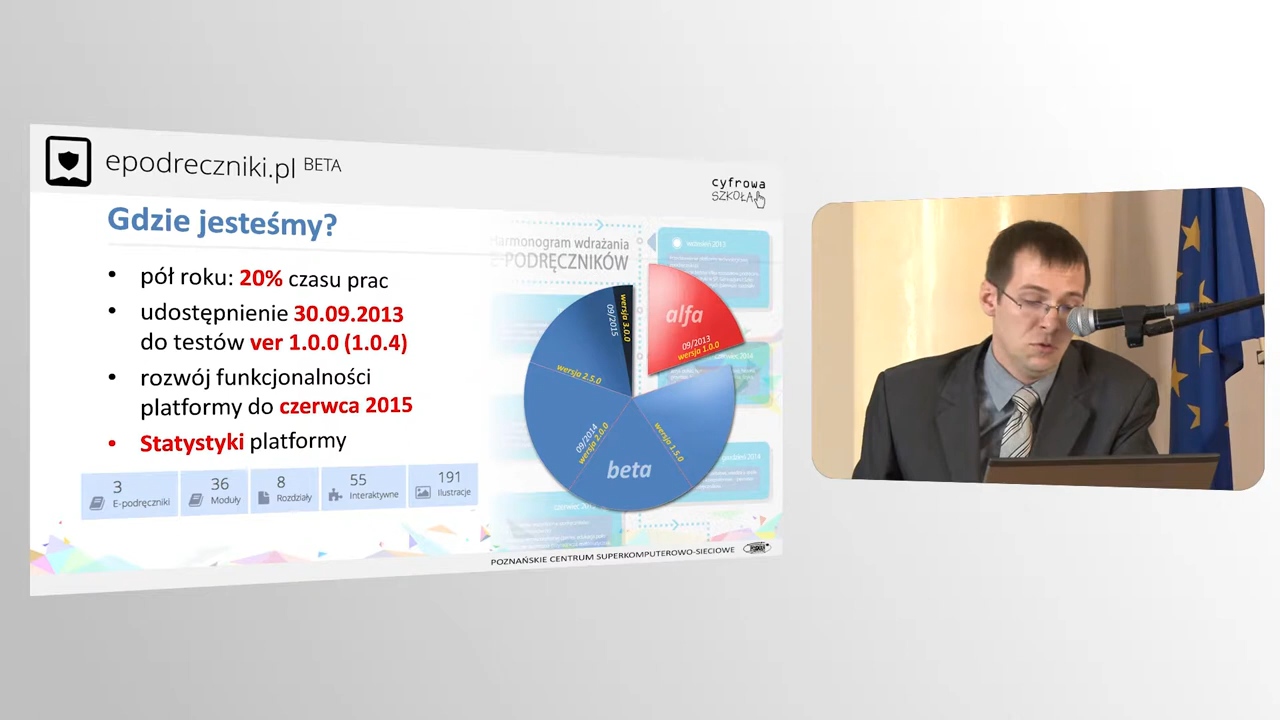 epodreczniki.pl BETA
cyfrowa
SZKOŁA
Gdzie jesteśmy?
• pół roku: 20% czasu prac
• udostępnienie 30.09.2013
do testów ver 1.0.0 (1.0.4)
• rozwój funkcjonalności
platformy do czerwca 2015
• Statystyki platformy
3
E-podręczniki
36
Moduły
8
Rozdziały
55
Interaktywne
191
Ilustracje
Harmonogram wdrażania
E-PODRĘCZNIKÓW
wrzesień 2013
alfa
09/2013
wersja 1.0.0
wersja 1.5.0
beta
09/2014
wersja 2.0.0
wersja 2.5.0
09/2015
wersja 3.0.0
POZNAŃSKIE CENTRUM SUPERKOMPUTEROWO-SIECIOWE